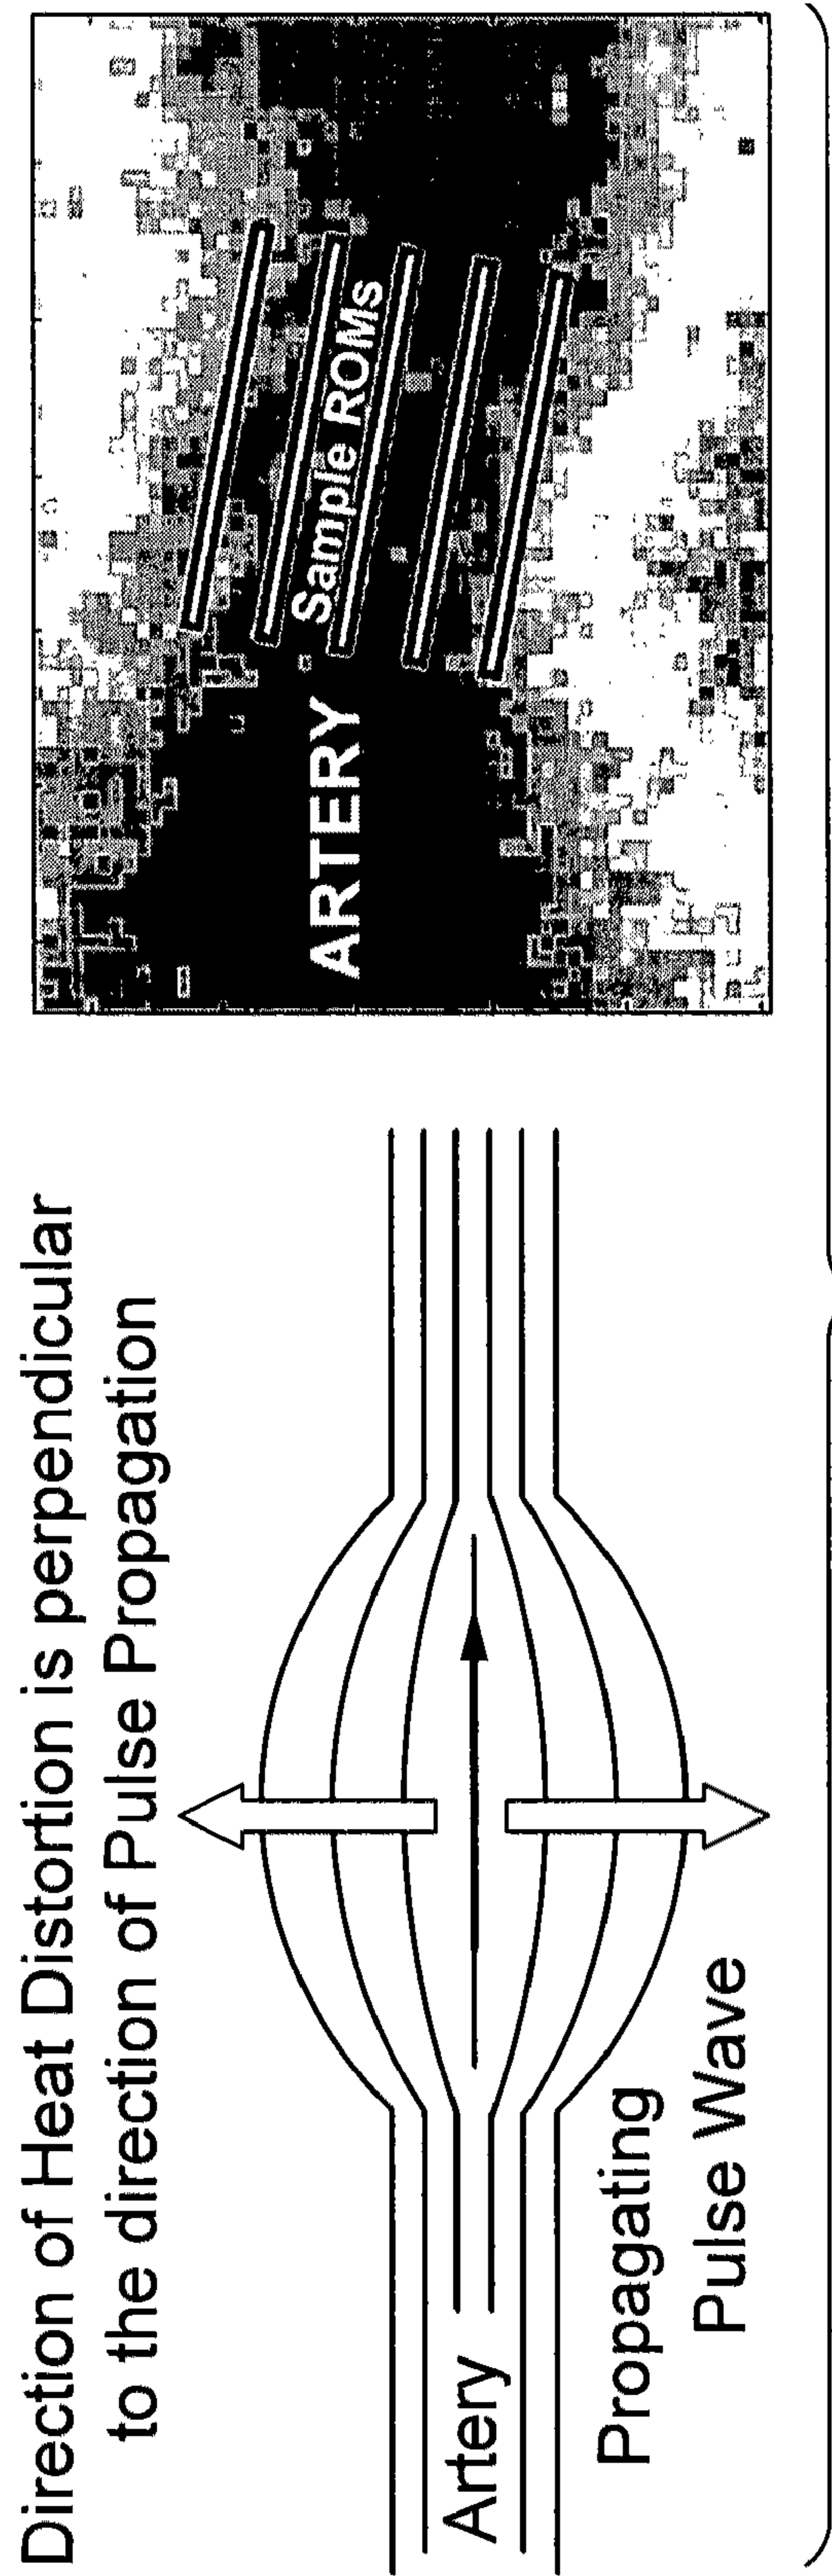 Direction of Heat Distortion is perpendicular
to the direction of Pulse Propagation
Artery
Propagating
Pulse Wave
ARTERY
Sample ROMs